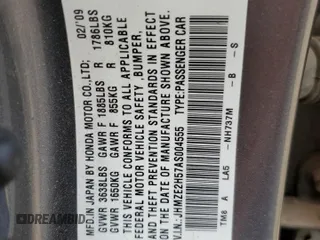 MFD. IN JAPAN BY HONDA MOTOR CO.,LTD. 02/'09
GVWR 3638LBS GAWR F 1885LBS R 1786LBS
GVWR 1650KG GAWR F 855KG R 810KG
THIS VEHICLE CONFORMS TO ALL APPLICABLE
FEDERAL MOTOR VEHICLE SAFETY, BUMPER,
AND THEFT PREVENTION STANDARDS IN EFFECT
ON THE DATE OF MANUFACTURE SHOWN ABOVE.
V.I.N.: JHMZE2H57AS004555 TYPE:PASSENGER CAR
TM8 A LA5 - NH737M - B - S